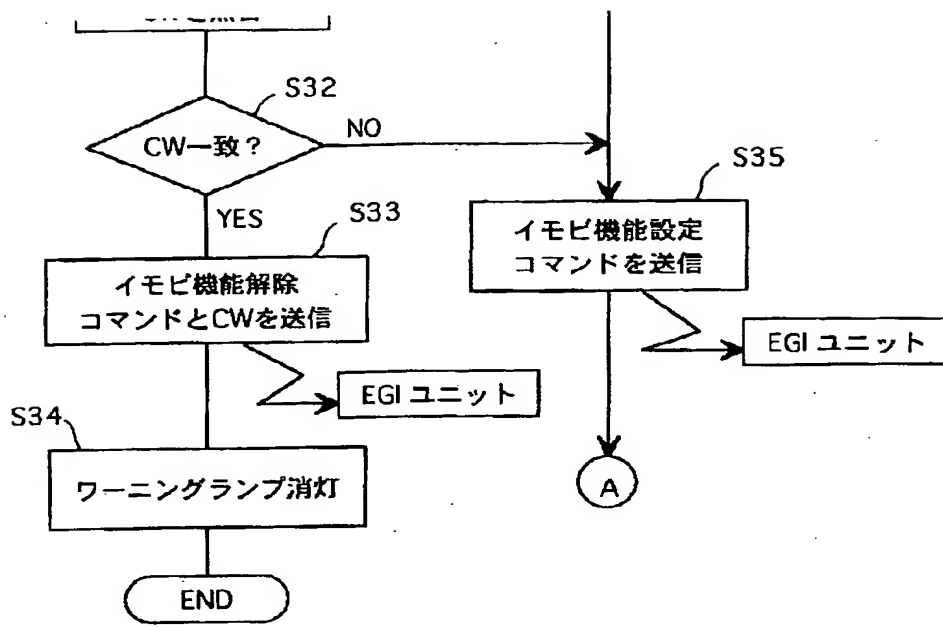 S32
CW一致？
NO
YES
S33
S35
イモビ機能設定
コマンドを送信
イモビ機能解除
コマンドとCWを送信
EGI ユニット
EGI ユニット
S34
ワーニングランプ消灯
A
END